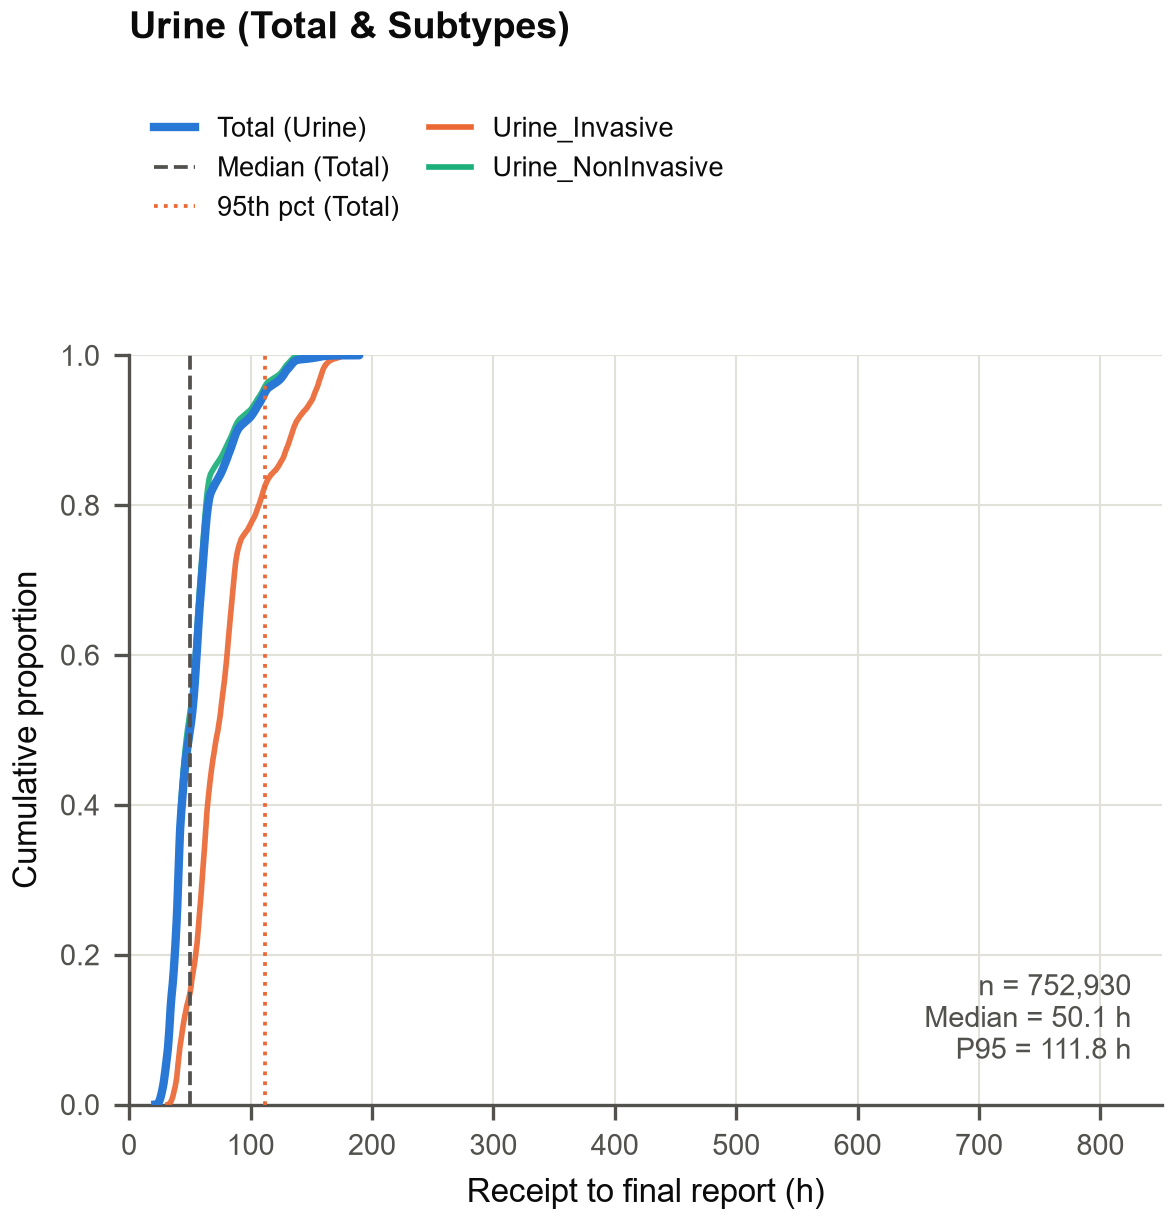 Urine (Total & Subtypes)
Total (Urine)
Median (Total)
95th pct (Total)
Urine_Invasive
Urine_NonInvasive
1.0
0.8
0.6
0.4
0.2
0.0
Cumulative proportion
n = 752,930
Median = 50.1 h
P95 = 111.8 h
0 100 200 300 400 500 600 700 800
Receipt to final report (h)